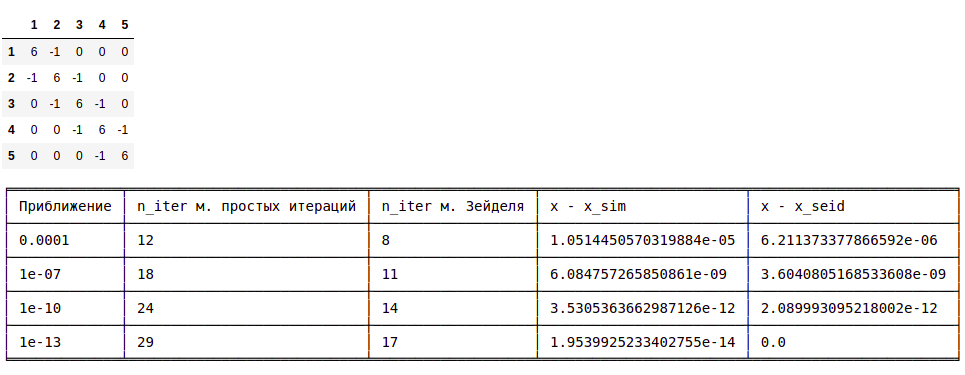 1 2 3 4 5
1 6 -1 0 0 0
2 -1 6 -1 0 0
3 0 -1 6 -1 0
4 0 0 -1 6 -1
5 0 0 0 -1 6
Приближение n_iter м. простых итераций n_iter м. Зейделя x - x_sim x - x_seid
0.0001 12 8 1.0514450570319884e-05 6.211373377866592e-06
1e-07 18 11 6.084757265850861e-09 3.6040805168533608e-09
1e-10 24 14 3.5305363662987126e-12 2.089993095218002e-12
1e-13 29 17 1.9539925233402755e-14 0.0